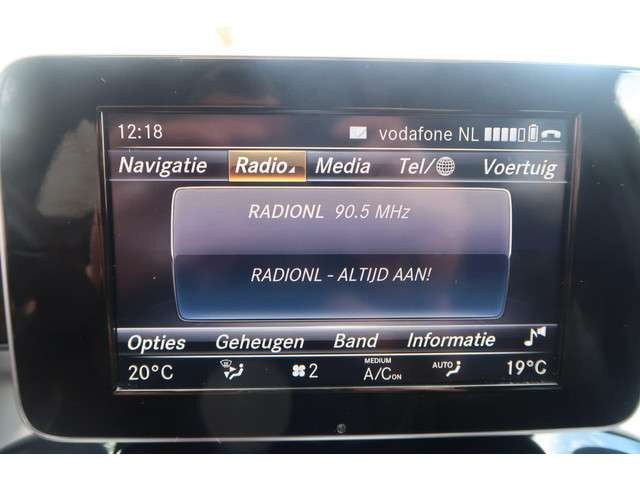 12:18 vodafone NL
Navigatie Radio Media Tel/ Voertuig
RADIONL 90.5 MHz
RADIONL - ALTIJD AAN!
Opties Geheugen Band Informatie
20°C 2 MEDIUM A/C ON AUTO 19°C